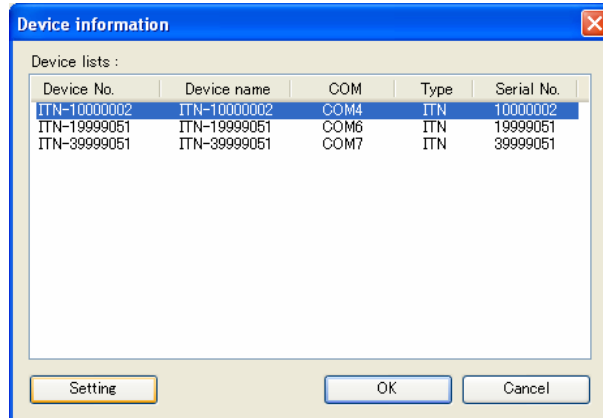 Device information
Device lists :
Device No. Device name COM Type Serial No.
ITN-10000002 ITN-10000002 COM4 ITN 10000002
ITN-19999051 ITN-19999051 COM6 ITN 19999051
ITN-39999051 ITN-39999051 COM7 ITN 39999051
Setting OK Cancel